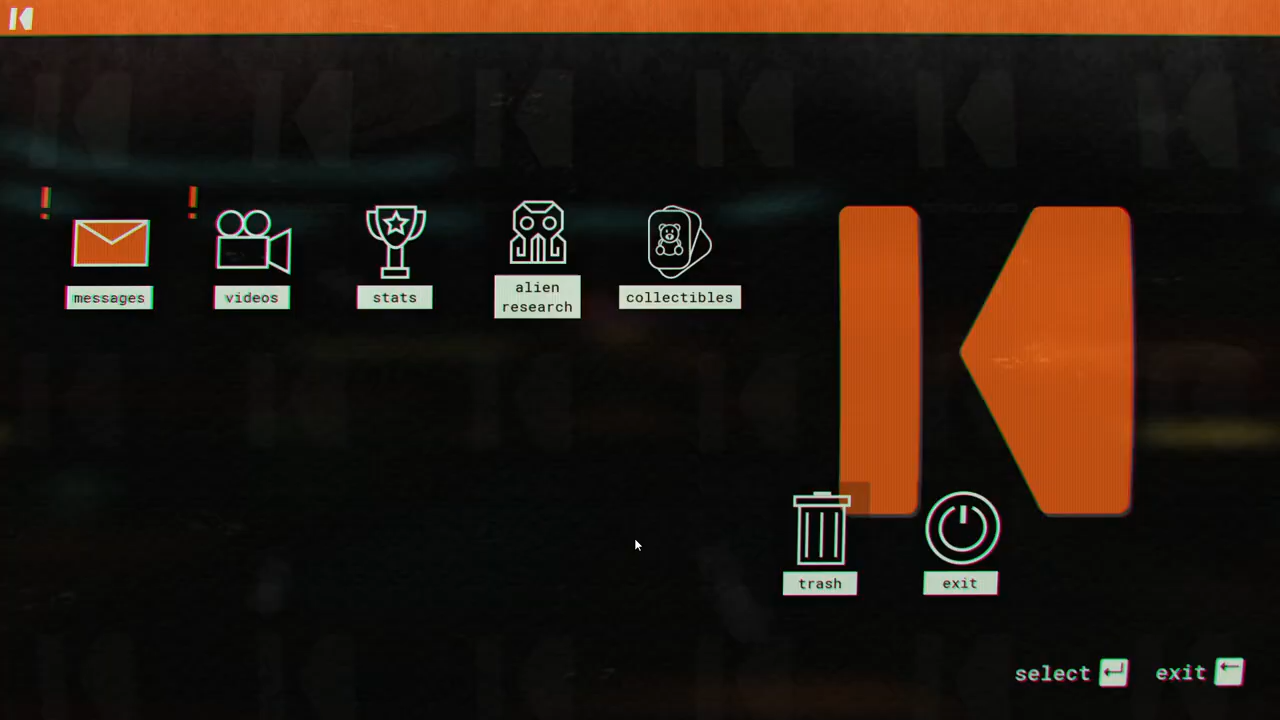 messages
videos
stats
alien
research
collectibles
trash
exit
select
exit